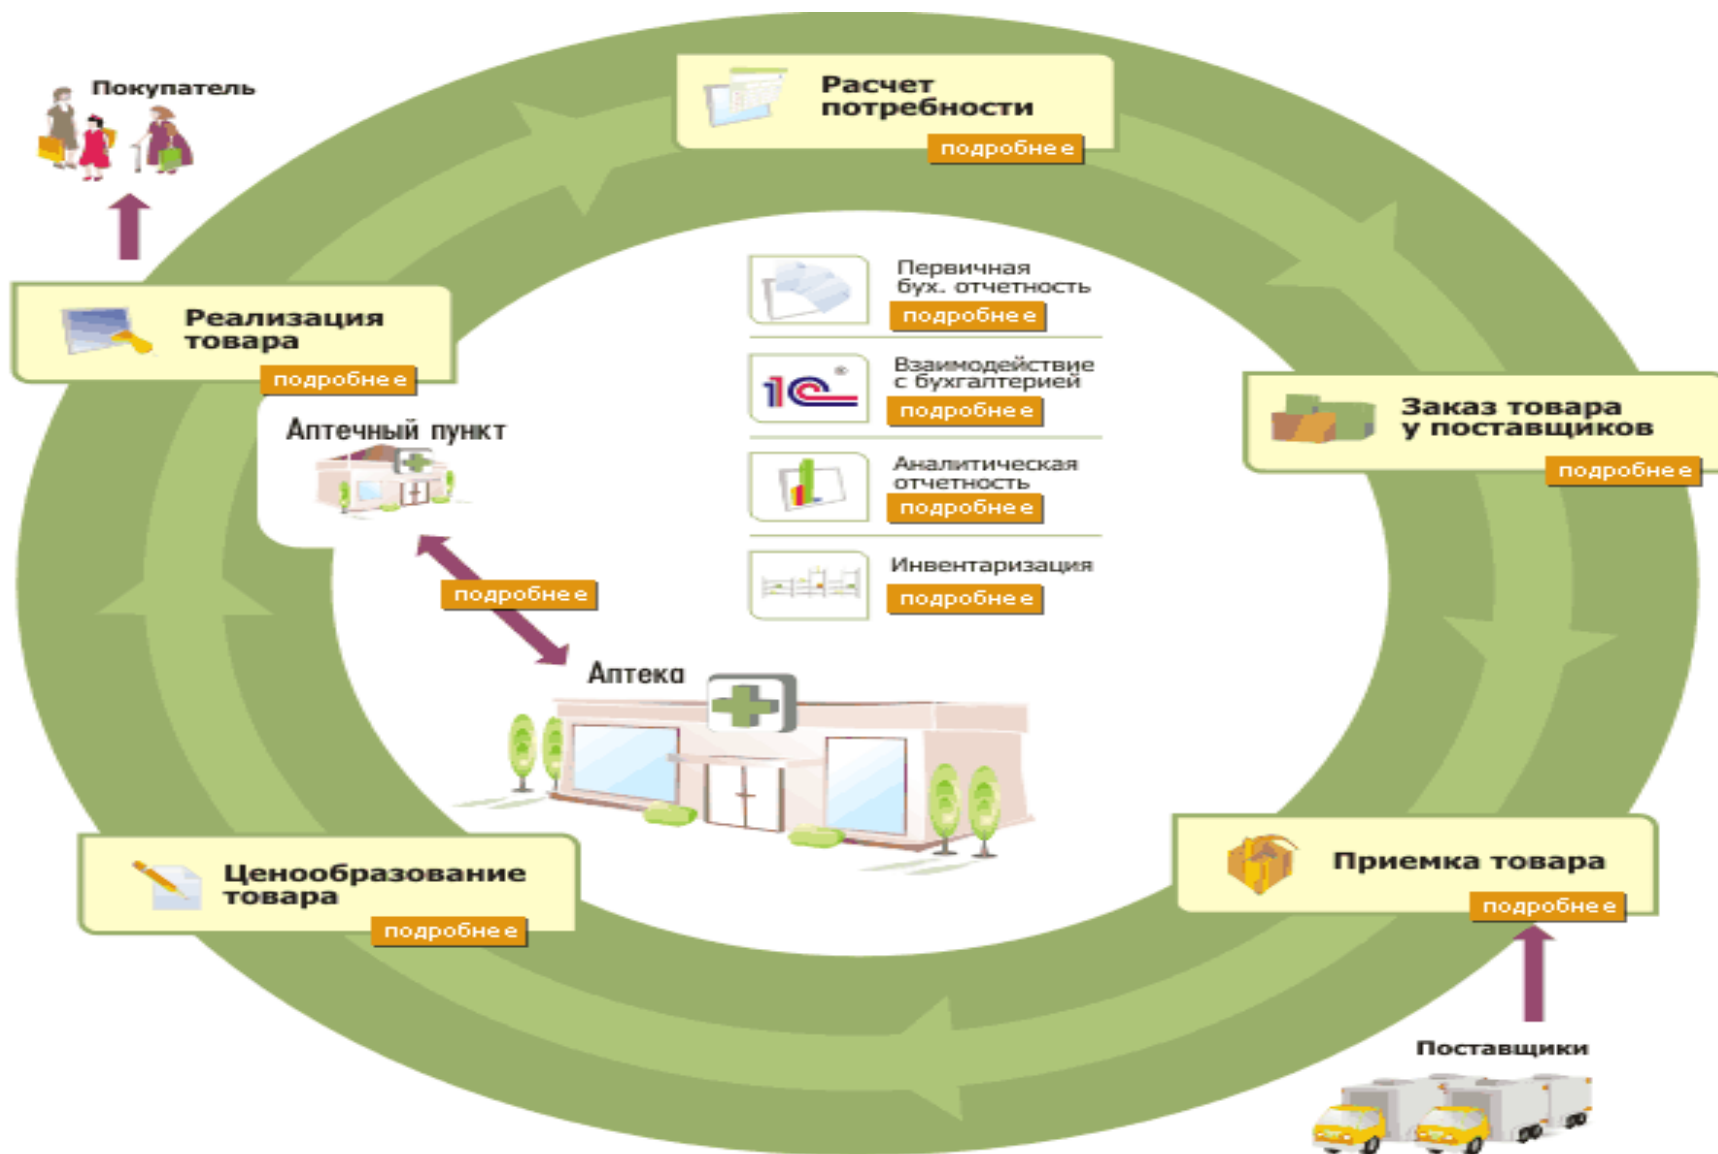 Покупатель
Расчет
потребности
подробнее
Реализация
товара
подробнее
Первичная
бух. отчетность
подробнее
1С®
Взаимодействие
с бухгалтерией
подробнее
Аналитическая
отчетность
подробнее
Инвентаризация
подробнее
Заказ товара
у поставщиков
подробнее
Аптечный пункт
подробнее
Аптека
Ценообразование
товара
подробнее
Приемка товара
подробнее
Поставщики